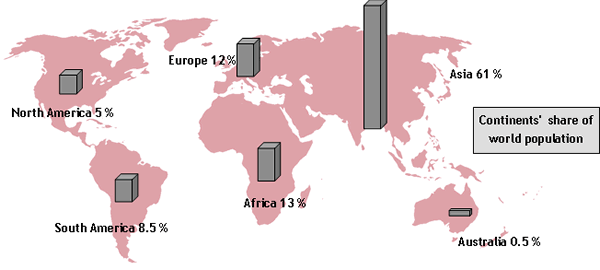 Europe 12%
Asia 61 %
North America 5 %
Continents' share of
world population
Africa 13 %
South America 8.5 %
Australia 0.5 %